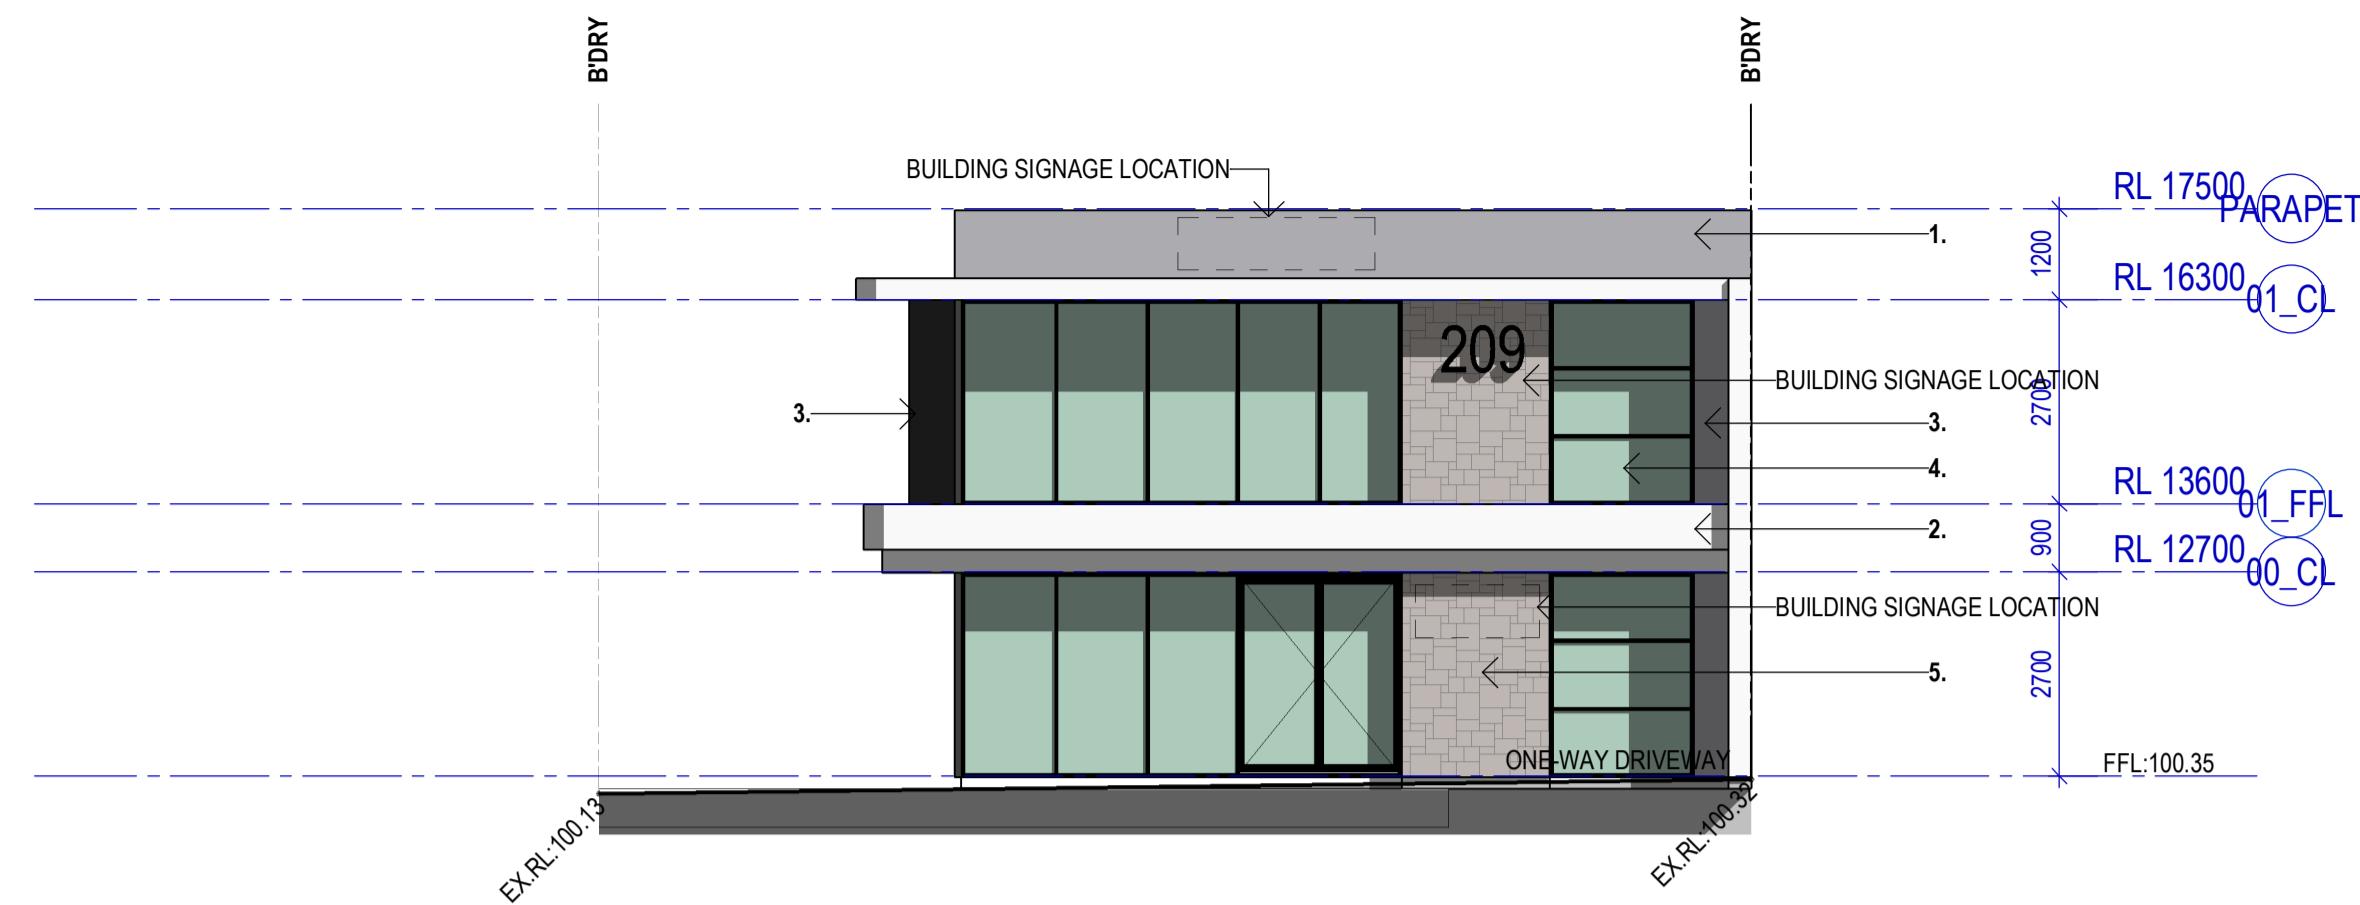 B'DRY
B'DRY
BUILDING SIGNAGE LOCATION
RL 17500
PARAPET
1.
1200
RL 16300
01_CL
209
BUILDING SIGNAGE LOCATION
2700
3.
3.
4.
RL 13600
01_FFL
2.
900
RL 12700
00_CL
BUILDING SIGNAGE LOCATION
5.
2700
ONE-WAY DRIVEWAY
FFL:100.35
EX.RL:100.13
EX.RL:100.32